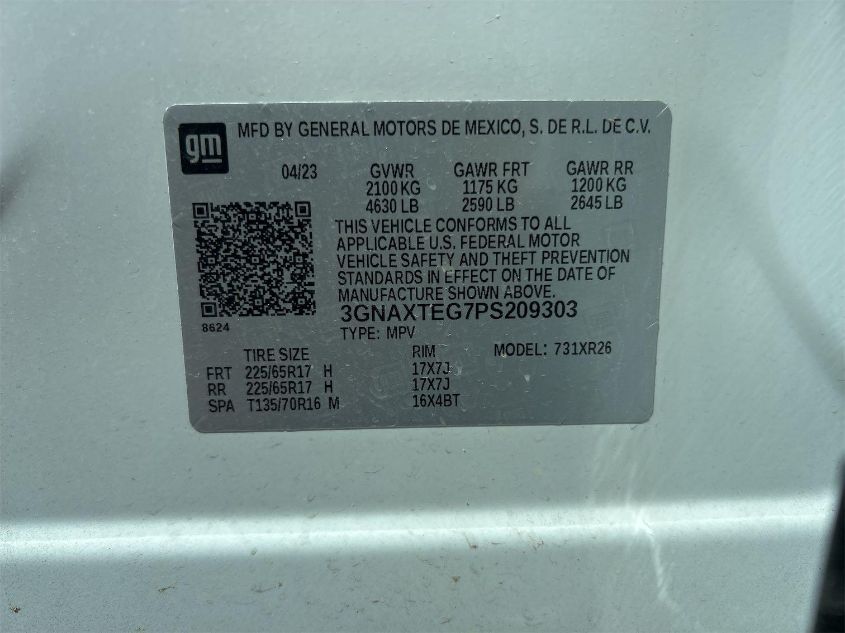 gm MFD BY GENERAL MOTORS DE MEXICO, S. DE R.L. DE C.V.
04/23 GVWR GAWR FRT GAWR RR
2100 KG 1175 KG 1200 KG
4630 LB 2590 LB 2645 LB
THIS VEHICLE CONFORMS TO ALL
APPLICABLE U.S. FEDERAL MOTOR
VEHICLE SAFETY AND THEFT PREVENTION
STANDARDS IN EFFECT ON THE DATE OF
MANUFACTURE SHOWN ABOVE.
3GNAXTEG7PS209303
8624
TYPE: MPV
TIRE SIZE RIM MODEL: 731XR26
FRT 225/65R17 H 17X7J
RR 225/65R17 H 17X7J
SPA T135/70R16 M 16X4BT